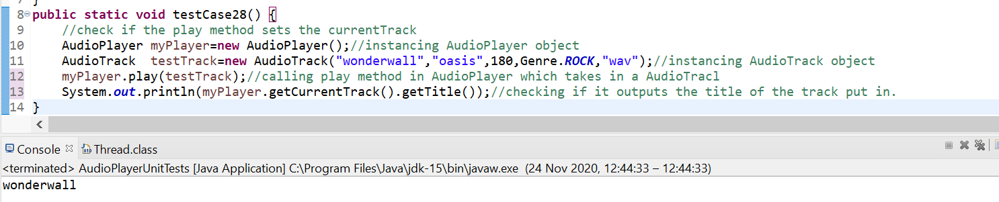 8 public static void testCase28() {
9 //check if the play method sets the currentTrack
10 AudioPlayer myPlayer=new AudioPlayer();//instancing AudioPlayer object
11 AudioTrack  testTrack=new AudioTrack("wonderwall","oasis",180,Genre.ROCK,"wav");//instancing AudioTrack object
12 myPlayer.play(testTrack);//calling play method in AudioPlayer which takes in a AudioTracl
13 System.out.println(myPlayer.getCurrentTrack().getTitle());//checking if it outputs the title of the track put in.
14 }
Console Thread.class
<terminated> AudioPlayerUnitTests [Java Application] C:\Program Files\Java\jdk-15\bin\javaw.exe (24 Nov 2020, 12:44:33 – 12:44:33)
wonderwall